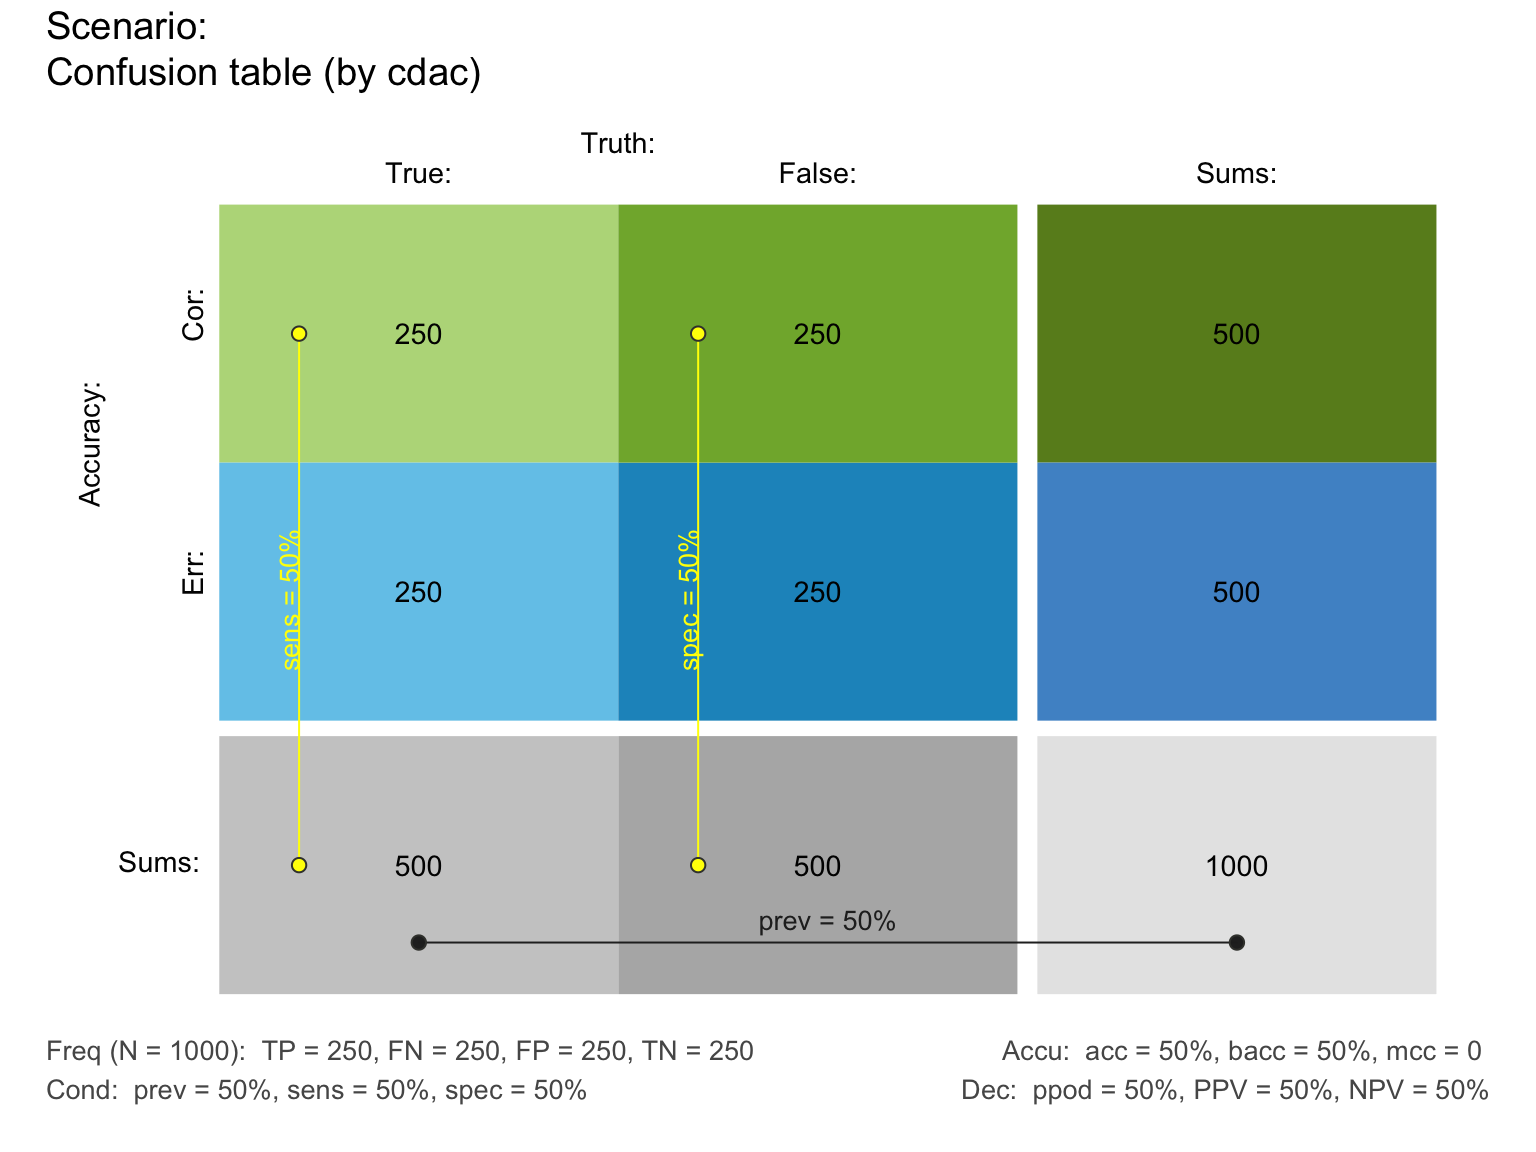 Scenario:
Confusion table (by cdac)
Truth:
True: False: Sums:
Accuracy:
Cor:
250 250 500
Err:
sens = 50%
spec = 50%
250 250 500
Sums:
500 500 1000
prev = 50%
Freq (N = 1000): TP = 250, FN = 250, FP = 250, TN = 250
Accu: acc = 50%, bacc = 50%, mcc = 0
Cond: prev = 50%, sens = 50%, spec = 50%
Dec: ppod = 50%, PPV = 50%, NPV = 50%